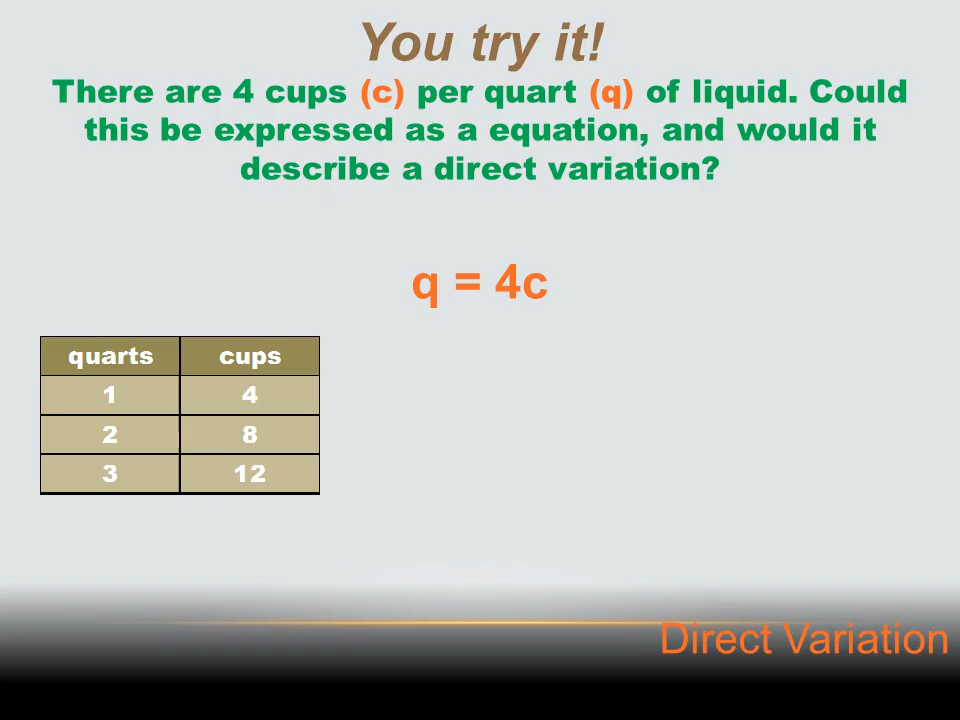 You try it!
There are 4 cups (c) per quart (q) of liquid. Could
this be expressed as a equation, and would it
describe a direct variation?
q = 4c
quarts cups
1 4
2 8
3 12
Direct Variation